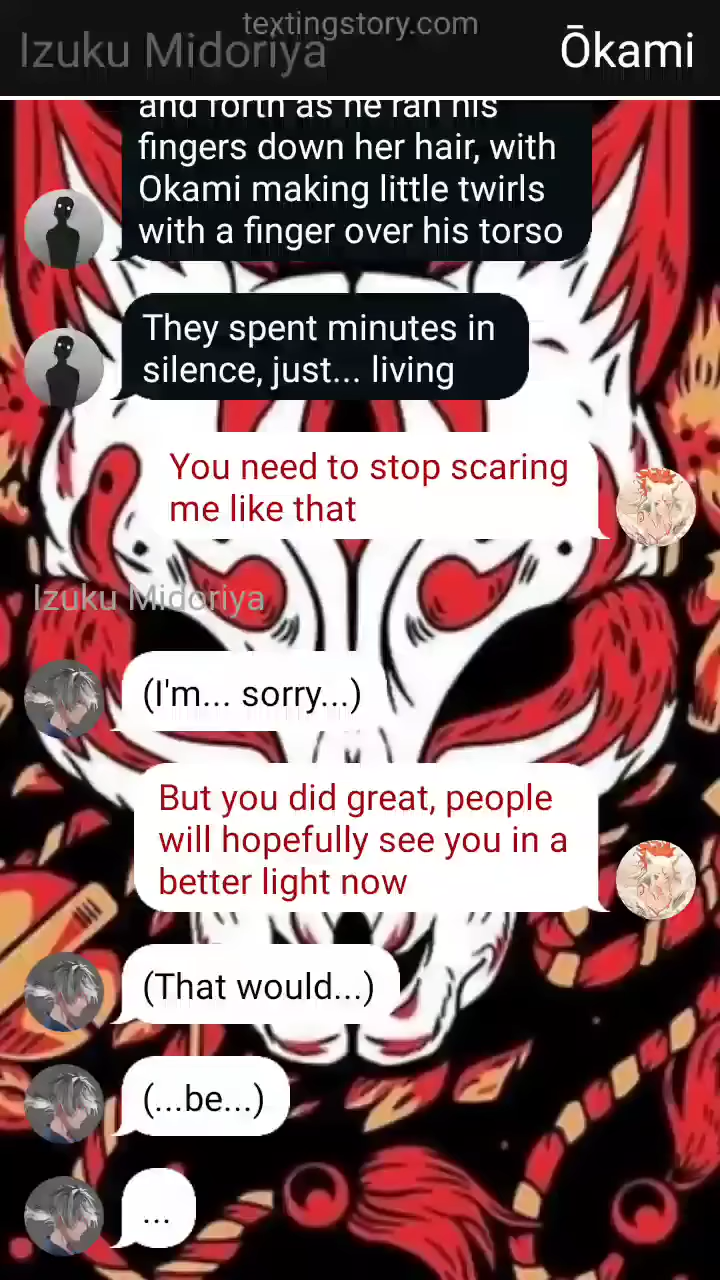 textingstory.com
Izuku Midoriya
Ōkami
and forth as he ran his
fingers down her hair, with
Okami making little twirls
with a finger over his torso
They spent minutes in
silence, just... living
You need to stop scaring
me like that
Izuku Midoriya
(I'm... sorry...)
But you did great, people
will hopefully see you in a
better light now
(That would...)
(...be...)
...